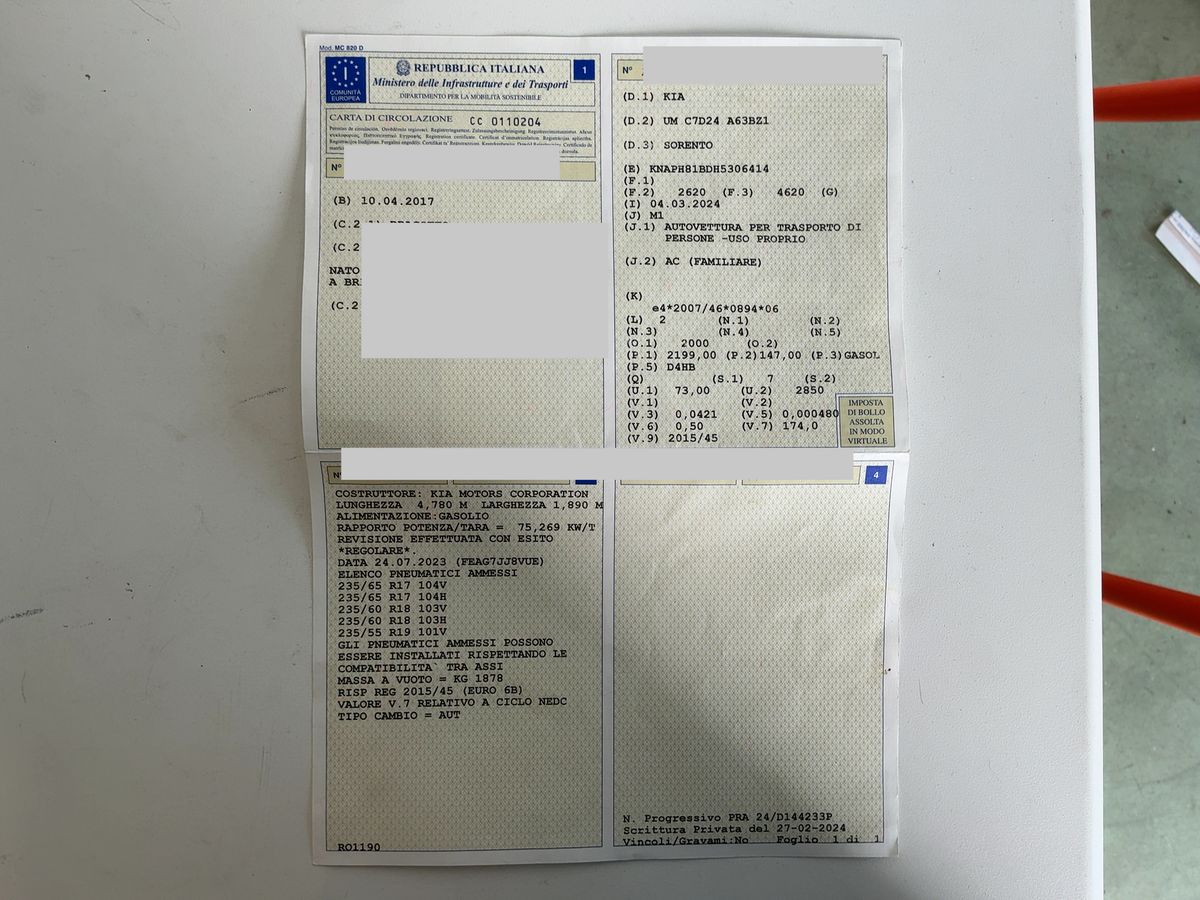 Mod. MC 820 D
COMUNITÀ
EUROPEA
I
REPUBBLICA ITALIANA
Ministero delle Infrastrutture e dei Trasporti
DIPARTIMENTO PER LA MOBILITÀ SOSTENIBILE
1
CARTA DI CIRCOLAZIONE CC 0110204
N°
(B) 10.04.2017
(C.2
(C.2
NATO
A BR
(C.2
N°
(D.1) KIA
(D.2) UM C7D24 A63BZ1
(D.3) SORENTO
(E) KNAPH81BDH5306414
(F.1)
(F.2) 2620 (F.3) 4620 (G)
(I) 04.03.2024
(J) M1
(J.1) AUTOVETTURA PER TRASPORTO DI
PERSONE -USO PROPRIO
(J.2) AC (FAMILIARE)
(K)
e4*2007/46*0894*06
(L) 2 (N.1) (N.2)
(N.3) (N.4) (N.5)
(O.1) 2000 (O.2)
(P.1) 2199,00 (P.2)147,00 (P.3)GASOL
(P.5) D4HB
(Q) (S.1) 7 (S.2)
(U.1) 73,00 (U.2) 2850
(V.1) (V.2)
(V.3) 0,0421 (V.5) 0,000480
(V.6) 0,50 (V.7) 174,0
(V.9) 2015/45
IMPOSTA
DI BOLLO
ASSOLTA
IN MODO
VIRTUALE
COSTRUTTORE: KIA MOTORS CORPORATION
LUNGHEZZA 4,780 M LARGHEZZA 1,890 M
ALIMENTAZIONE:GASOLIO
RAPPORTO POTENZA/TARA = 75,269 KW/T
REVISIONE EFFETTUATA CON ESITO
*REGOLARE*.
DATA 24.07.2023 (FEAG7JJ8VUE)
ELENCO PNEUMATICI AMMESSI
235/65 R17 104V
235/65 R17 104H
235/60 R18 103V
235/60 R18 103H
235/55 R19 101V
GLI PNEUMATICI AMMESSI POSSONO
ESSERE INSTALLATI RISPETTANDO LE
COMPATIBILITA` TRA ASSI
MASSA A VUOTO = KG 1878
RISP REG 2015/45 (EURO 6B)
VALORE V.7 RELATIVO A CICLO NEDC
TIPO CAMBIO = AUT
RO1190
4
N. Progressivo PRA 24/D144233P
Scrittura Privata del 27-02-2024
Vincoli/Gravami:No Foglio 1 di 1